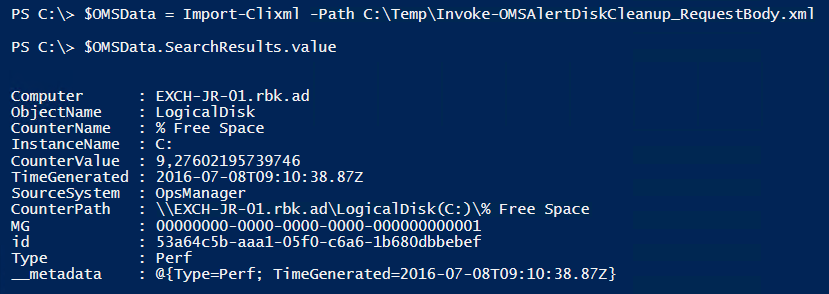 PS C:\> $OMSData = Import-Clixml -Path C:\Temp\Invoke-OMSAlertDiskCleanup_RequestBody.xml
PS C:\> $OMSData.SearchResults.value
Computer : EXCH-JR-01.rbk.ad
ObjectName : LogicalDisk
CounterName : % Free Space
InstanceName : C:
CounterValue : 9,27602195739746
TimeGenerated : 2016-07-08T09:10:38.87Z
SourceSystem : OpsManager
CounterPath : \\EXCH-JR-01.rbk.ad\LogicalDisk(C:)\% Free Space
MG : 00000000-0000-0000-0000-000000000001
id : 53a64c5b-aaa1-05f0-c6a6-1b680dbbebef
Type : Perf
__metadata : @{Type=Perf; TimeGenerated=2016-07-08T09:10:38.87Z}